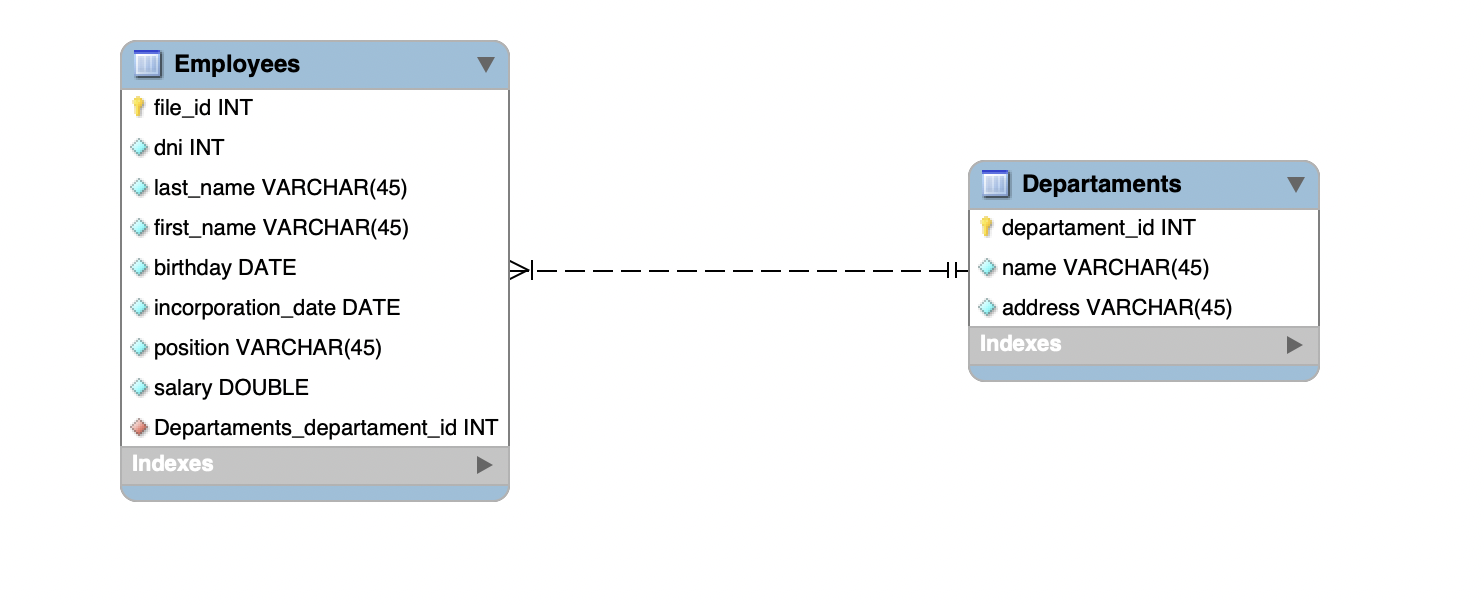 Employees
file_id INT
dni INT
last_name VARCHAR(45)
first_name VARCHAR(45)
birthday DATE
incorporation_date DATE
position VARCHAR(45)
salary DOUBLE
Departaments_departament_id INT
Indexes
Departaments
departament_id INT
name VARCHAR(45)
address VARCHAR(45)
Indexes